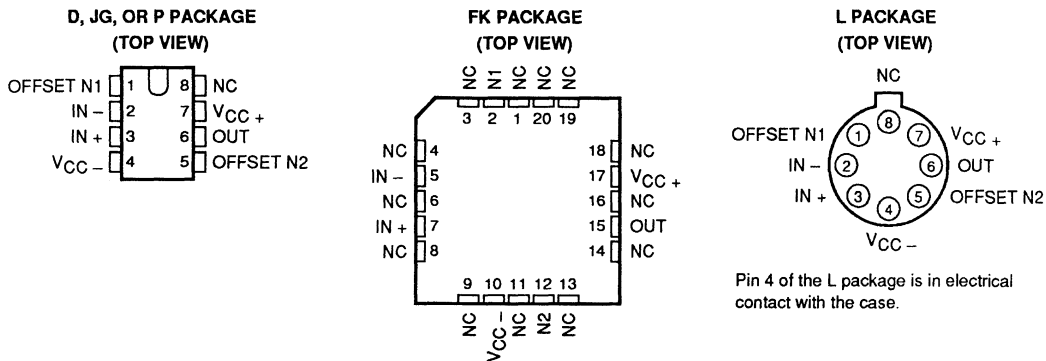 D, JG, OR P PACKAGE
(TOP VIEW)
OFFSET N1 1 8 NC
IN − 2 7 VCC +
IN + 3 6 OUT
VCC − 4 5 OFFSET N2
FK PACKAGE
(TOP VIEW)
NC N1 NC NC NC
3 2 1 20 19
NC 4 18 NC
IN − 5 17 VCC +
NC 6 16 NC
IN + 7 15 OUT
NC 8 14 NC
9 10 11 12 13
NC VCC − NC N2 NC
L PACKAGE
(TOP VIEW)
NC
8
OFFSET N1 1 7 VCC +
IN − 2 6 OUT
IN + 3 5 OFFSET N2
4
VCC −
Pin 4 of the L package is in electrical
contact with the case.